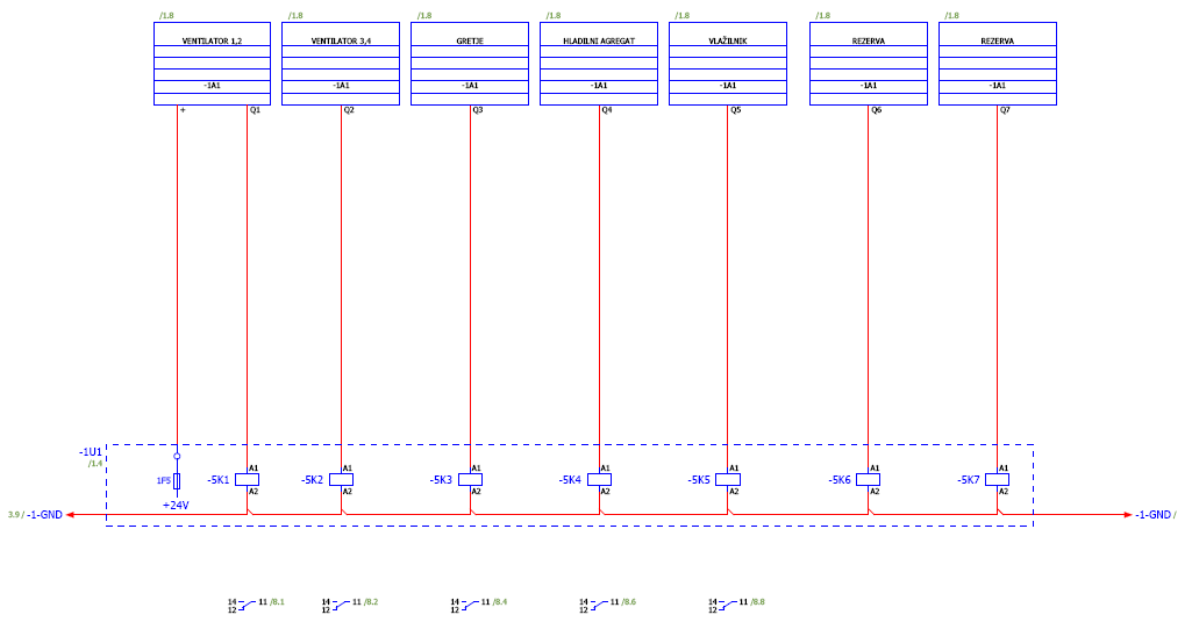 /1.8 /1.8 /1.8 /1.8 /1.8 /1.8 /1.8
VENTILATOR 1,2 VENTILATOR 3,4 GRETJE HLADILNI AGREGAT VLAŽILNIK REZERVA REZERVA
-1A1 -1A1 -1A1 -1A1 -1A1 -1A1 -1A1
+ Q1 Q2 Q3 Q4 Q5 Q6 Q7
-1U1
/1.4
A1 A1 A1 A1 A1 A1 A1
1F5 -5K1 -5K2 -5K3 -5K4 -5K5 -5K6 -5K7
A2 A2 A2 A2 A2 A2 A2
+24V
3.9 / -1-GND -1-GND /
14 11 /8.1 14 11 /8.2 14 11 /8.4 14 11 /8.6 14 11 /8.8
12 12 12 12 12